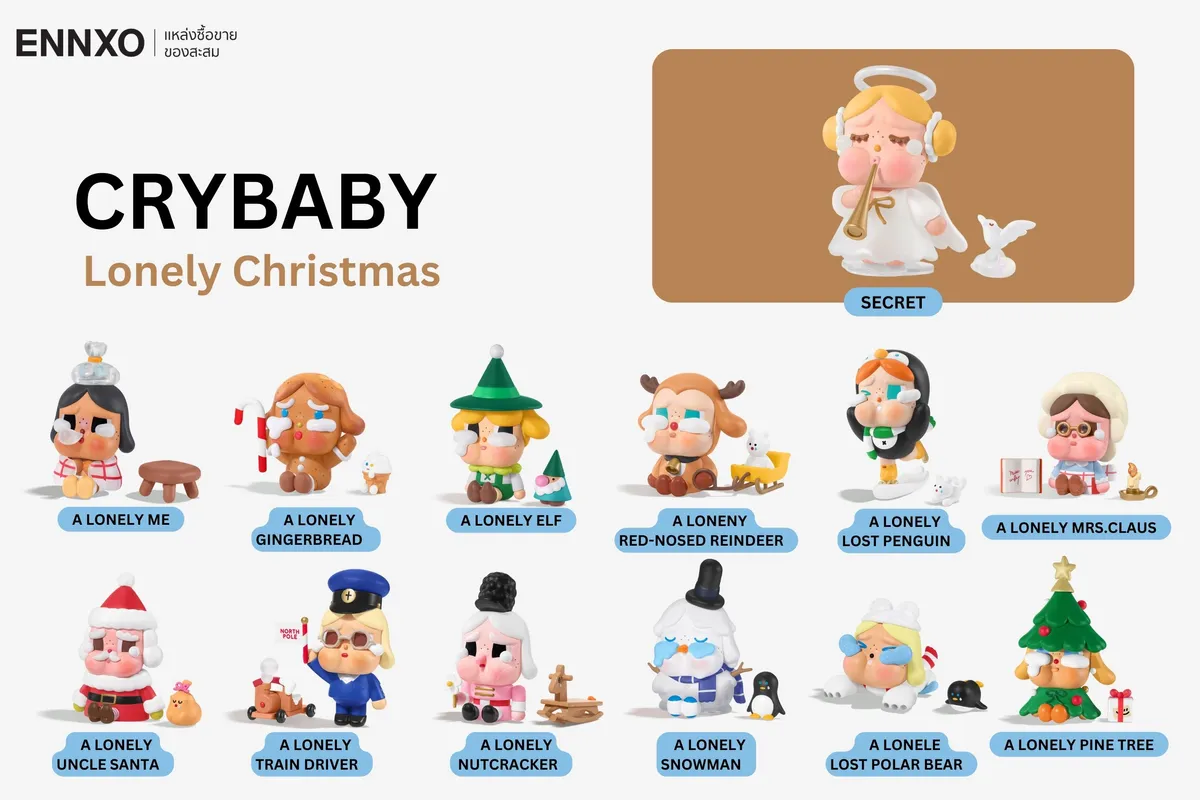 ENNXO
แหล่งซื้อขาย
ของสะสม
CRYBABY
Lonely Christmas
SECRET
A LONELY ME
A LONELY
GINGERBREAD
A LONELY ELF
A LONENY
RED-NOSED REINDEER
A LONELY
LOST PENGUIN
A LONELY MRS.CLAUS
NORTH
POLE
A LONELY
UNCLE SANTA
A LONELY
TRAIN DRIVER
A LONELY
NUTCRACKER
A LONELY
SNOWMAN
A LONELE
LOST POLAR BEAR
A LONELY PINE TREE